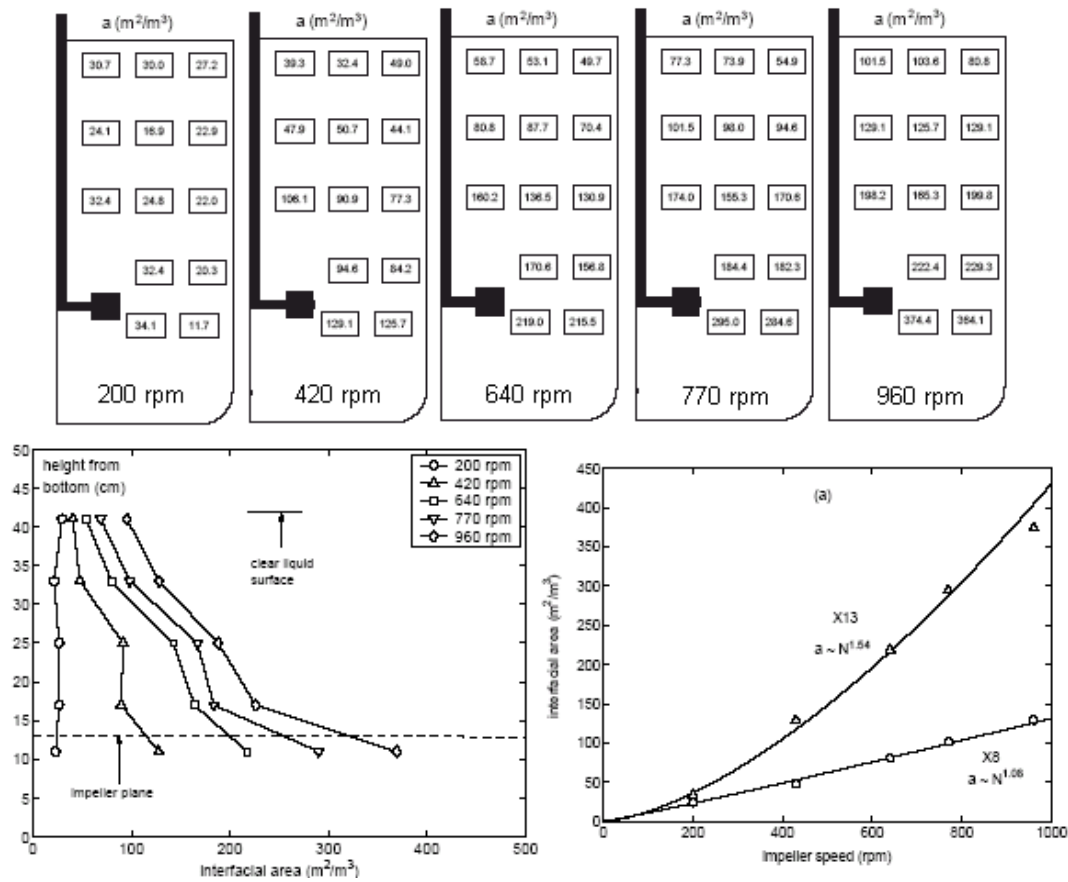 a (m²/m³) a (m²/m³) a (m²/m³) a (m²/m³) a (m²/m³)
30.7 30.0 27.2 39.3 32.4 49.0 58.7 53.1 49.7 77.3 73.9 54.9 101.5 103.6 80.8
24.1 16.9 22.9 47.9 50.7 44.1 80.8 87.7 70.4 101.5 98.0 94.6 129.1 125.7 129.1
32.4 24.8 22.0 106.1 90.9 77.3 160.2 136.5 130.9 174.0 155.3 170.6 198.2 165.3 199.8
32.4 20.3 94.6 84.2 170.6 156.8 184.4 182.3 222.4 229.3
34.1 11.7 129.1 125.7 219.0 215.5 295.0 284.6 374.4 364.1
200 rpm 420 rpm 640 rpm 770 rpm 960 rpm
50
45
40
35
30
25
20
15
10
5
0
height from
bottom (cm)
200 rpm
420 rpm
640 rpm
770 rpm
960 rpm
clear liquid
surface
impeller plane
0 100 200 300 400 500
Interfacial area (m²/m³)
450
400
350
300
250
200
150
100
50
0
interfacial area (m²/m³)
(a)
X13
a ~ N^1.54
X8
a ~ N^1.08
0 200 400 600 800 1000
Impeller speed (rpm)